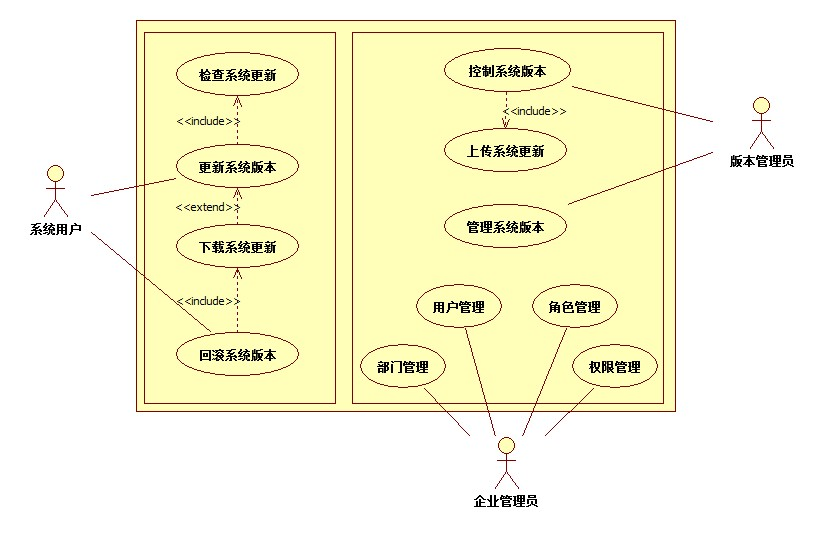 检查系统更新
<<include>>
更新系统版本
<<extend>>
下载系统更新
<<include>>
回滚系统版本
系统用户
控制系统版本
<<include>>
上传系统更新
管理系统版本
用户管理
角色管理
部门管理
权限管理
版本管理员
企业管理员